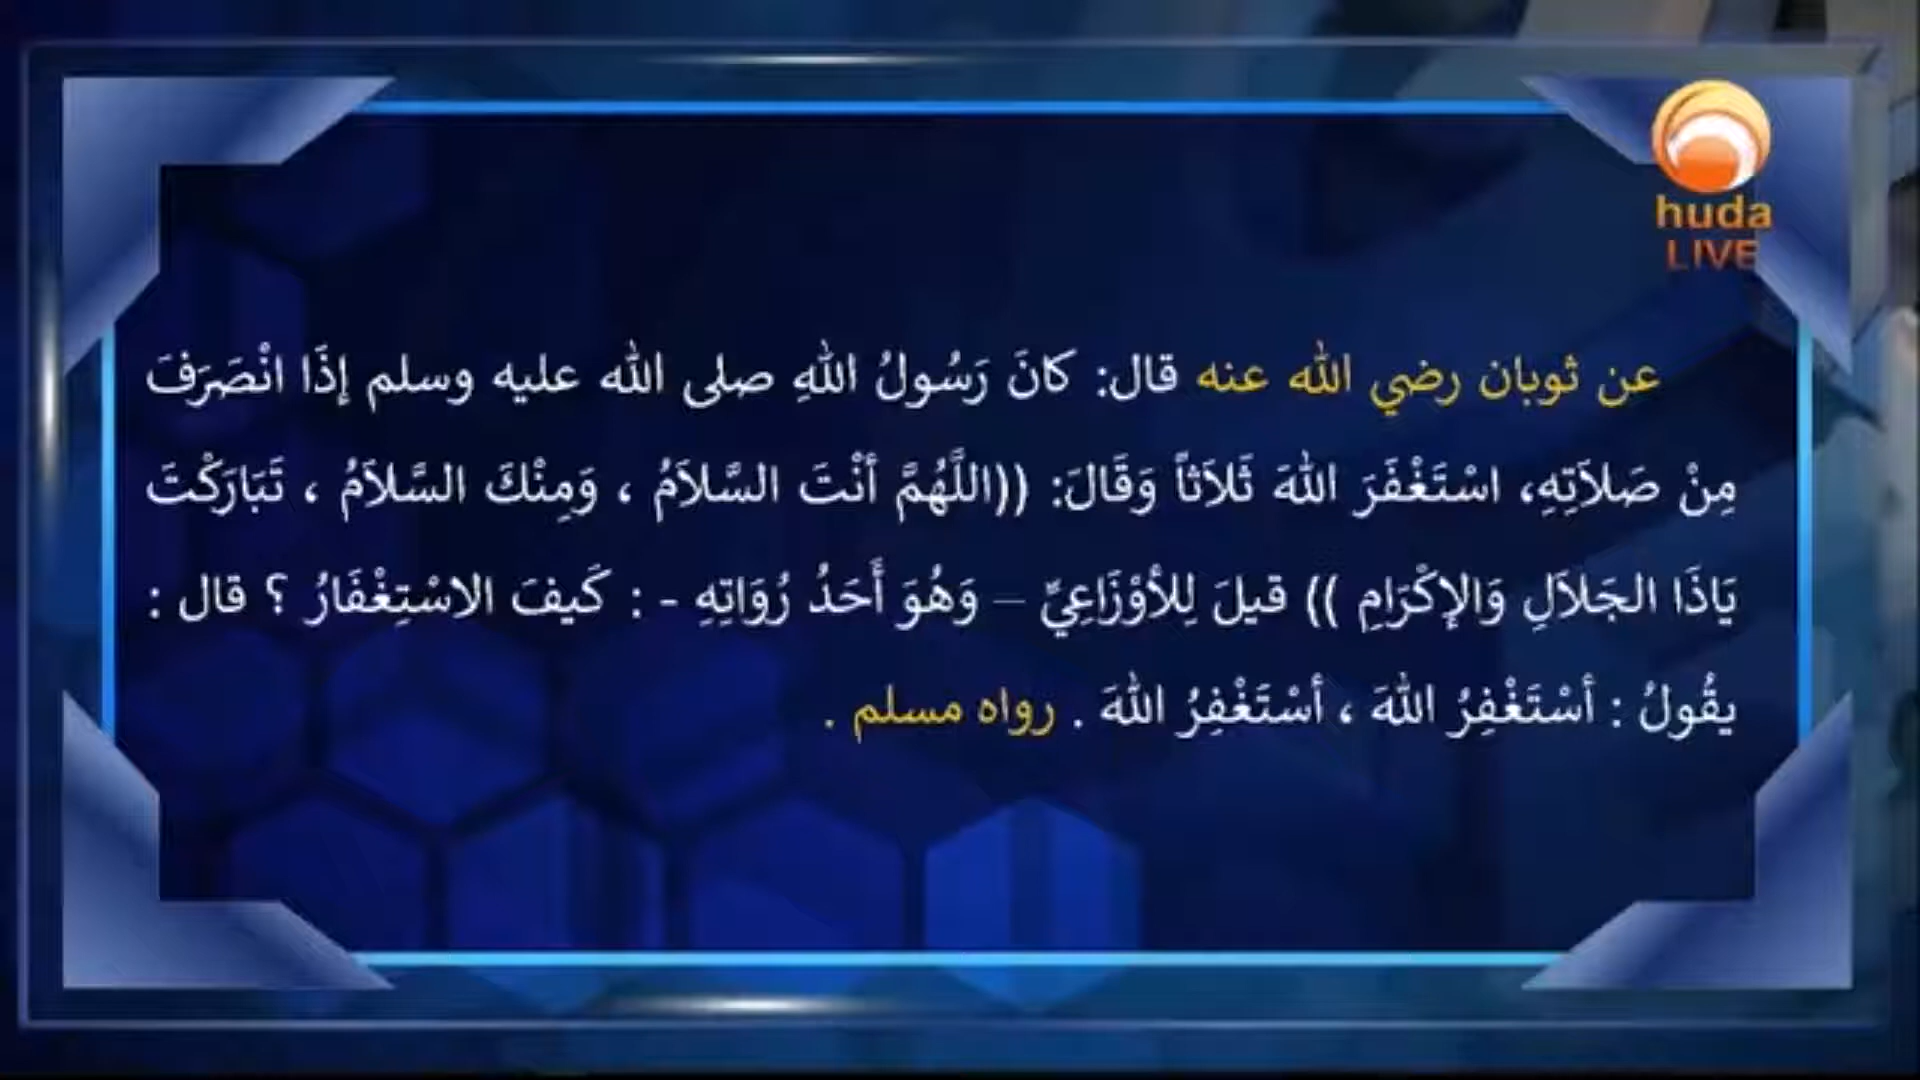 huda
LIVE
عن ثوبان رضي الله عنه قال: كانَ رَسُولُ اللهِ صلى الله عليه وسلم إذَا انْصَرَفَ
مِنْ صَلاَتِهِ، اسْتَغْفَرَ اللهَ ثَلاَثاً وَقَالَ: ((اللَّهُمَّ أنْتَ السَّلاَمُ ، وَمِنْكَ السَّلاَمُ ، تَبَارَكْتَ
يَاذَا الجَلاَلِ وَالإكْرَامِ )) قيلَ لِلأوْزَاعِيِّ – وَهُوَ أَحَدُ رُوَاتِهِ - : كَيفَ الاسْتِغْفَارُ ؟ قال :
يقُولُ : أسْتَغْفِرُ اللهَ ، أسْتَغْفِرُ اللهَ . رواه مسلم .